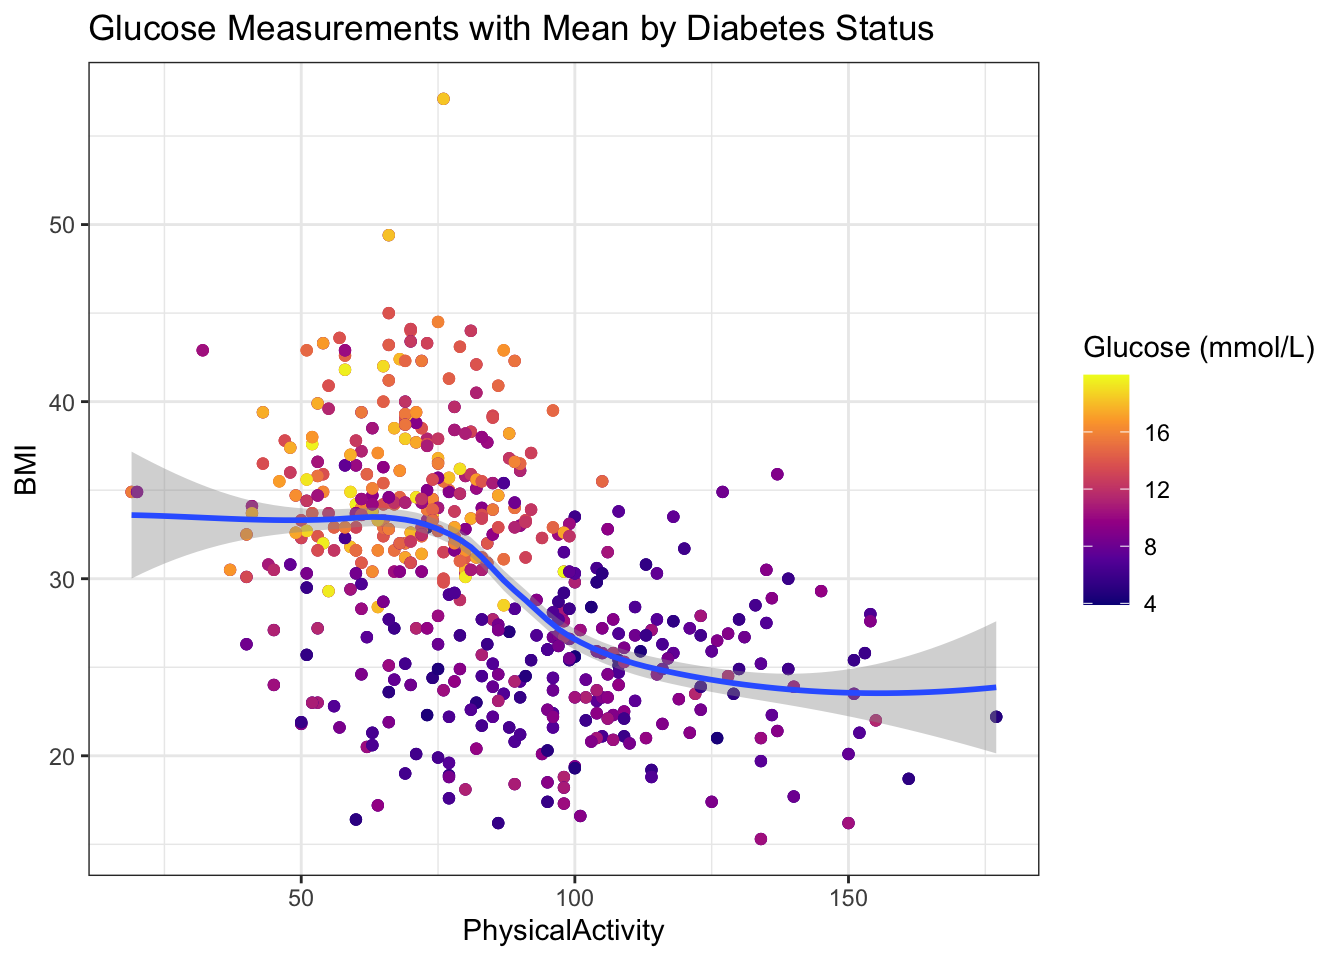 Glucose Measurements with Mean by Diabetes Status
BMI
50
40
30
20
50
100
150
PhysicalActivity
Glucose (mmol/L)
16
12
8
4